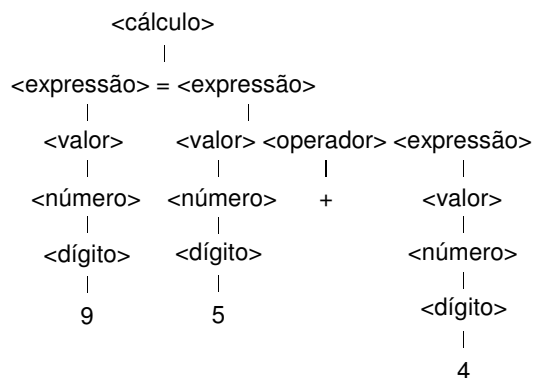 <cálculo>
<expressão> = <expressão>
<valor> <valor> <operador> <expressão>
<número> <número> + <valor>
<dígito> <dígito> <número>
9 5 <dígito>
4